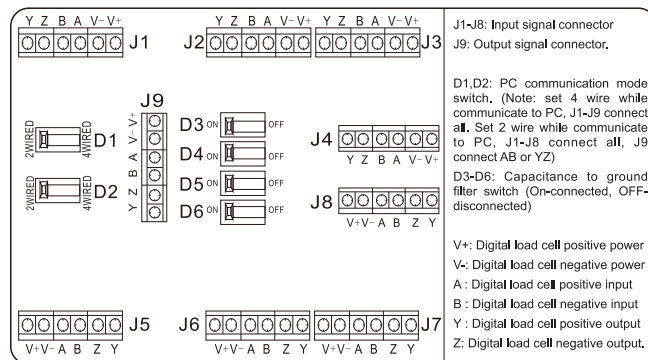 Y Z B A V- V+
J1
Y Z B A V- V+
J2
Y Z B A V- V+
J3
J9
V+
V-
A
B
Z
Y
2WIRED
4WIRED
D1
2WIRED
4WIRED
D2
D3 ON OFF
D4 ON OFF
D5 ON OFF
D6 ON OFF
J4
Y Z B A V- V+
J8
V+V- A B Z Y
J5
V+V- A B Z Y
J6
V+V- A B Z Y
J7
V+V- A B Z Y
J1-J8: Input signal connector
J9: Output signal connector.
D1,D2: PC communication mode
switch. (Note: set 4 wire while
communicate to PC, J1-J9 connect
all. Set 2 wire while communicate
to PC, J1-J8 connect all, J9
connect AB or YZ)
D3-D6: Capacitance to ground
filter switch (On-connected, OFF-
disconnected)
V+: Digital load cell positive power
V-: Digital load cell negative power
A : Digital load cell positive input
B : Digital load cell negative input
Y : Digital load cell positive output
Z: Digital load cell negative output.